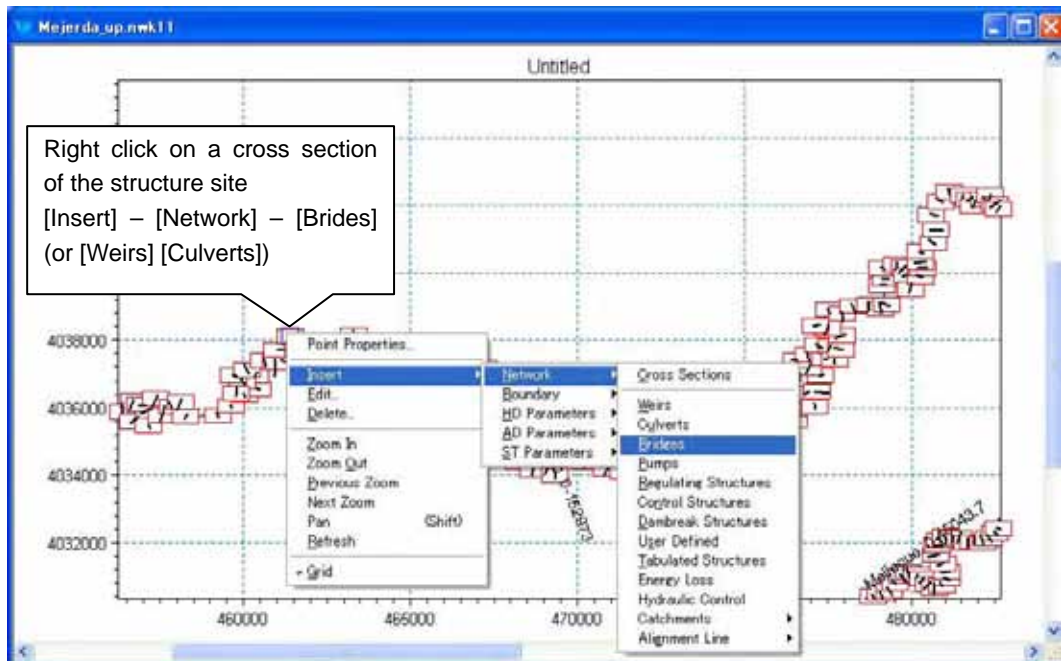 Mejerda_up.nwk11
Untitled
Right click on a cross section
of the structure site
[Insert] – [Network] – [Brides]
(or [Weirs] [Culverts])
4038000
4036000
4034000
4032000
460000
465000
470000
480000
Point Properties...
Insert
Edit...
Delete...
Zoom In
Zoom Out
Previous Zoom
Next Zoom
Pan (Shift)
Refresh
Grid
Network
Boundary
HD Parameters
AD Parameters
ST Parameters
Cross Sections
Weirs
Culverts
Bridges
Pumps
Regulating Structures
Control Structures
Dambreak Structures
User Defined
Tabulated Structures
Energy Loss
Hydraulic Control
Catchments
Alignment Line